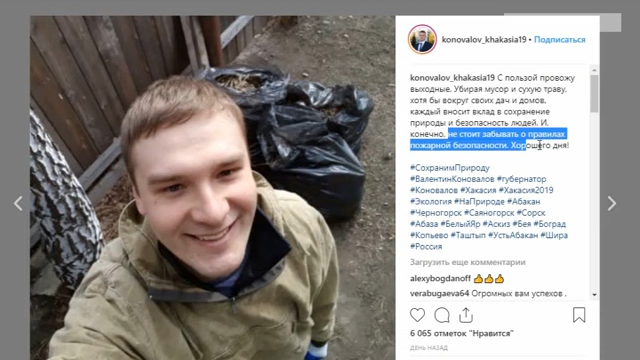 konovalov_khakasia19 • Подписаться
konovalov_khakasia19 С пользой провожу
выходные. Убирая мусор и сухую траву,
хотя бы вокруг своих дач и домов,
каждый вносит вклад в сохранение
природы и безопасность людей. И,
конечно, не стоит забывать о правилах
пожарной безопасности. Хорошего дня!
#СохранимПрироду
#ВалентинКоновалов #губернатор
#Коновалов #Хакасия #Хакасия2019
#Экология #НаПрироде #Абакан
#Черногорск #Саяногорск #Сорск
#Абаза #БелыйЯр #Аскиз #Бея #Боград
#Копьево #Таштып #УстьАбакан #Шира
#Россия
Загрузить еще комментарии
alexybogdanoff 👍👍👍
verabugaeva64 Огромных вам успехов .
6 065 отметок "Нравится"
ДЕНЬ НАЗАД